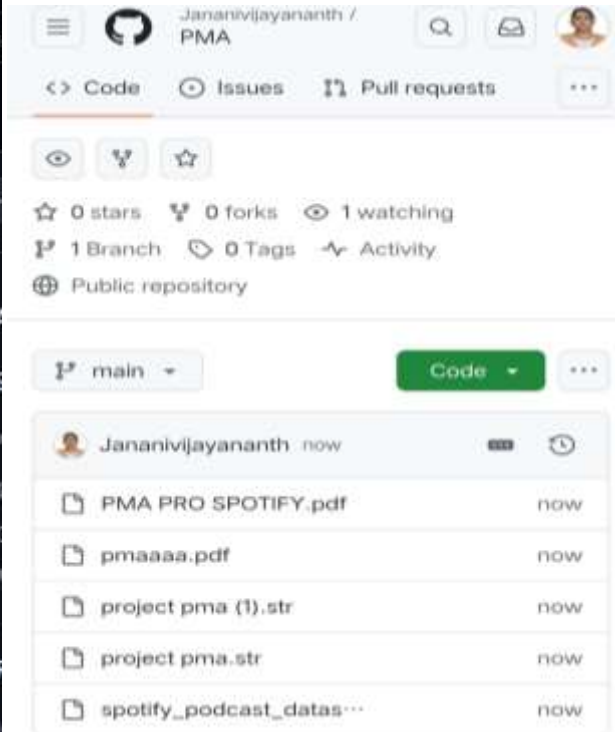 Jananivijayananth /
PMA
<> Code Issues Pull requests
0 stars 0 forks 1 watching
1 Branch 0 Tags Activity
Public repository
main Code
Jananivijayananth now
PMA PRO SPOTIFY.pdf now
pmaaaa.pdf now
project pma (1).str now
project pma.str now
spotify_podcast_datas··· now